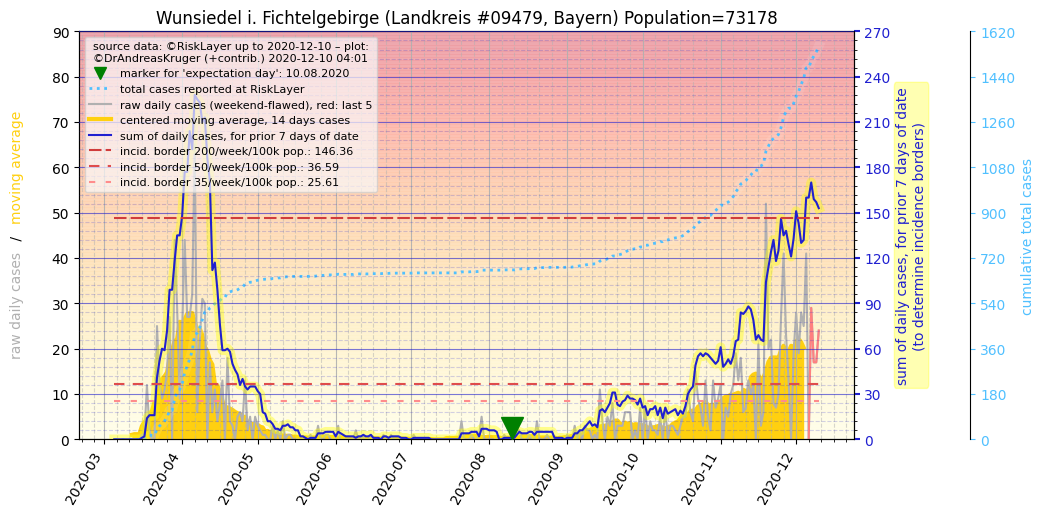 Wunsiedel i. Fichtelgebirge (Landkreis #09479, Bayern) Population=73178
source data: ©RiskLayer up to 2020-12-10 – plot:
©DrAndreasKruger (+contrib.) 2020-12-10 04:01
marker for 'expectation day': 10.08.2020
total cases reported at RiskLayer
raw daily cases (weekend-flawed), red: last 5
centered moving average, 14 days cases
sum of daily cases, for prior 7 days of date
incid. border 200/week/100k pop.: 146.36
incid. border 50/week/100k pop.: 36.59
incid. border 35/week/100k pop.: 25.61
raw daily cases / moving average
90
80
70
60
50
40
30
20
10
0
2020-03
2020-04
2020-05
2020-06
2020-07
2020-08
2020-09
2020-10
2020-11
2020-12
270
240
210
180
150
120
90
60
30
0
sum of daily cases, for prior 7 days of date
(to determine incidence borders)
1620
1440
1260
1080
900
720
540
360
180
0
cumulative total cases